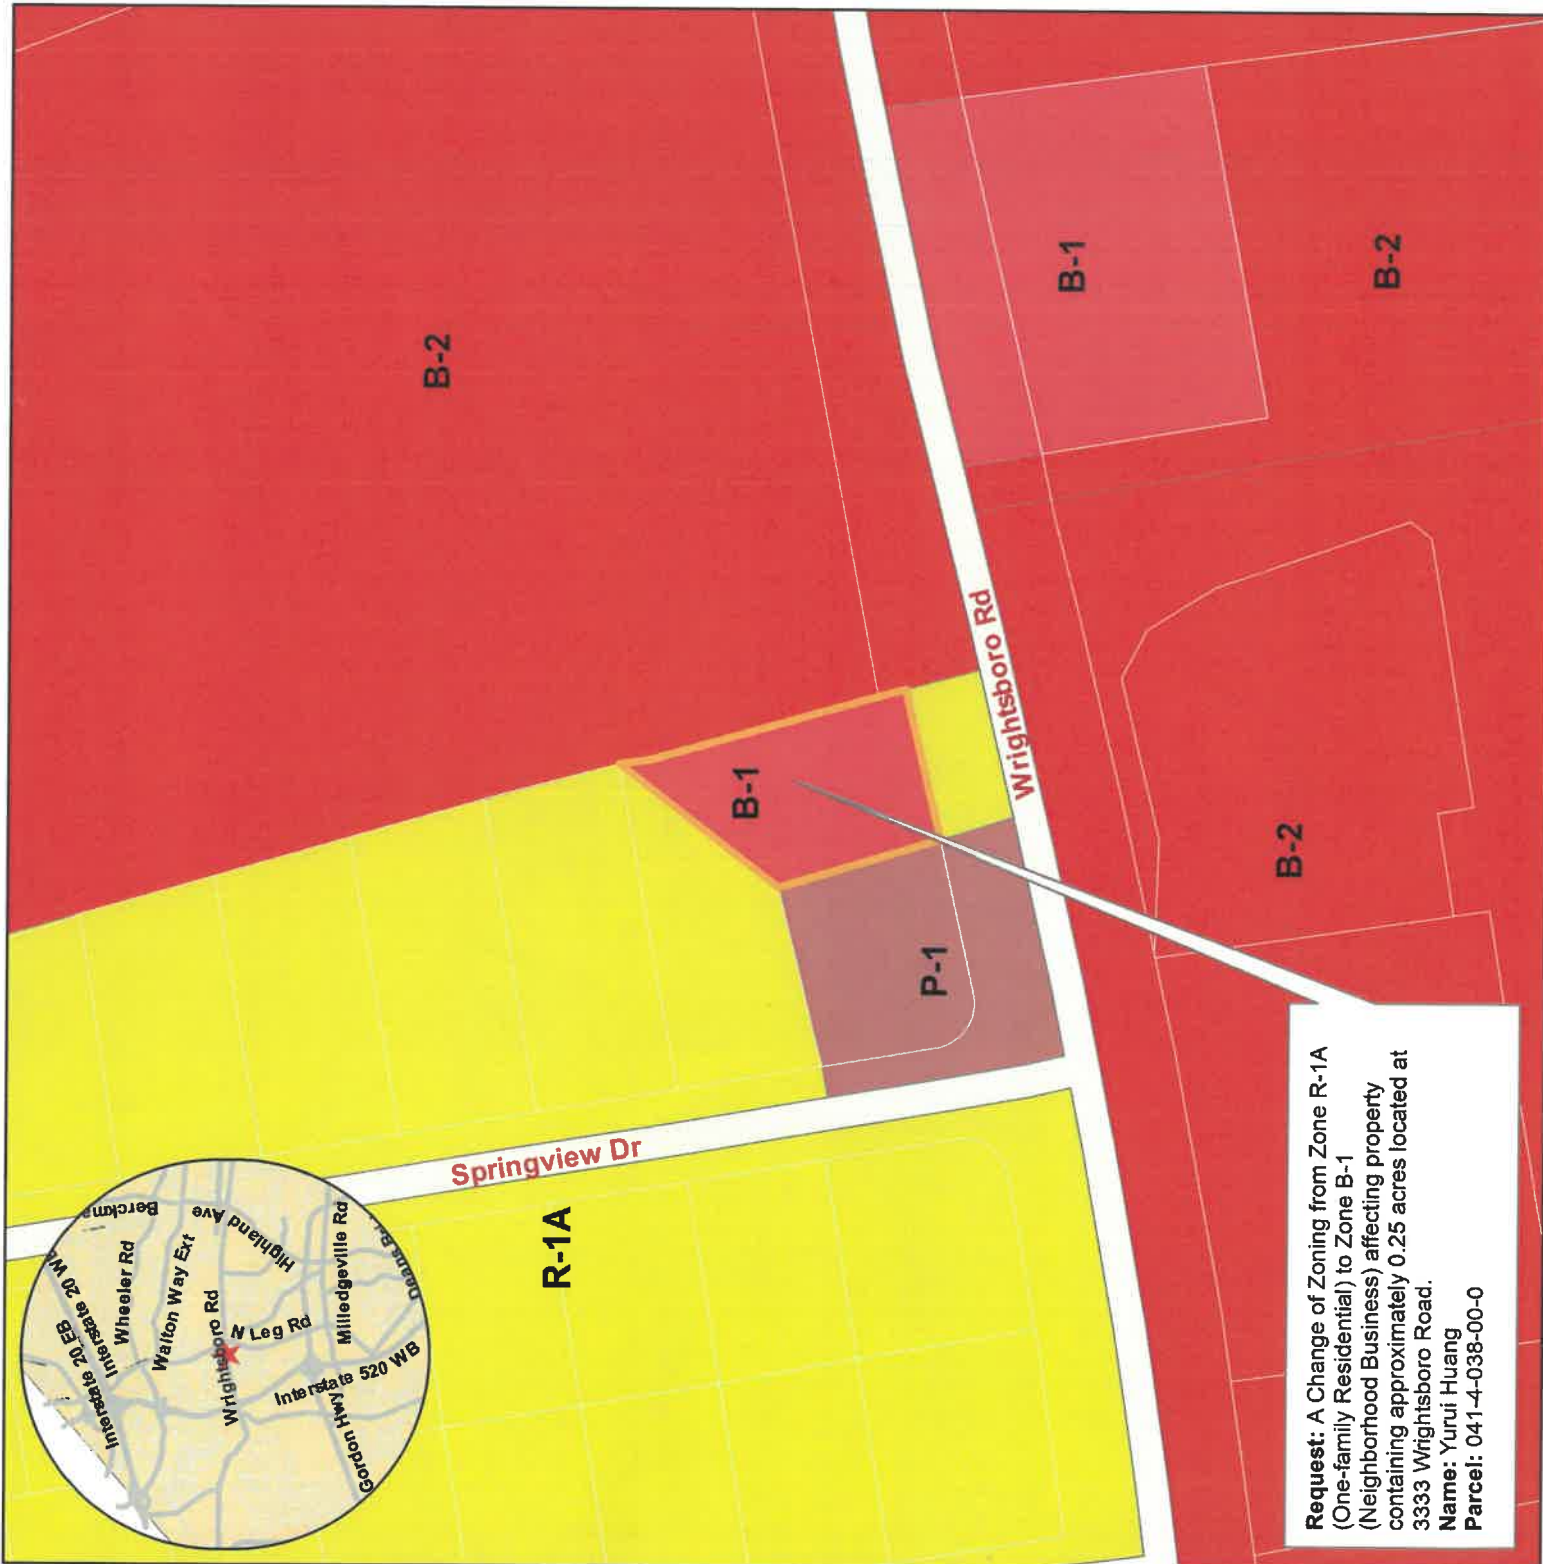 B-2
B-1
B-2
B-1
P-1
B-2
R-1A
Wrightsboro Rd
Springview Dr
Interstate 20 WB
Interstate 20 EB
Interstate
Wheeler Rd
Walton Way Ext
Wrightsboro Rd
N Leg Rd
Highland Ave
Milledgeville Rd
Interstate 520 WB
Gordon Hwy
Request: A Change of Zoning from Zone R-1A
(One-family Residential) to Zone B-1
(Neighborhood Business) affecting property
containing approximately 0.25 acres located at
3333 Wrightsboro Road.
Name: Yurui Huang
Parcel: 041-4-038-00-0